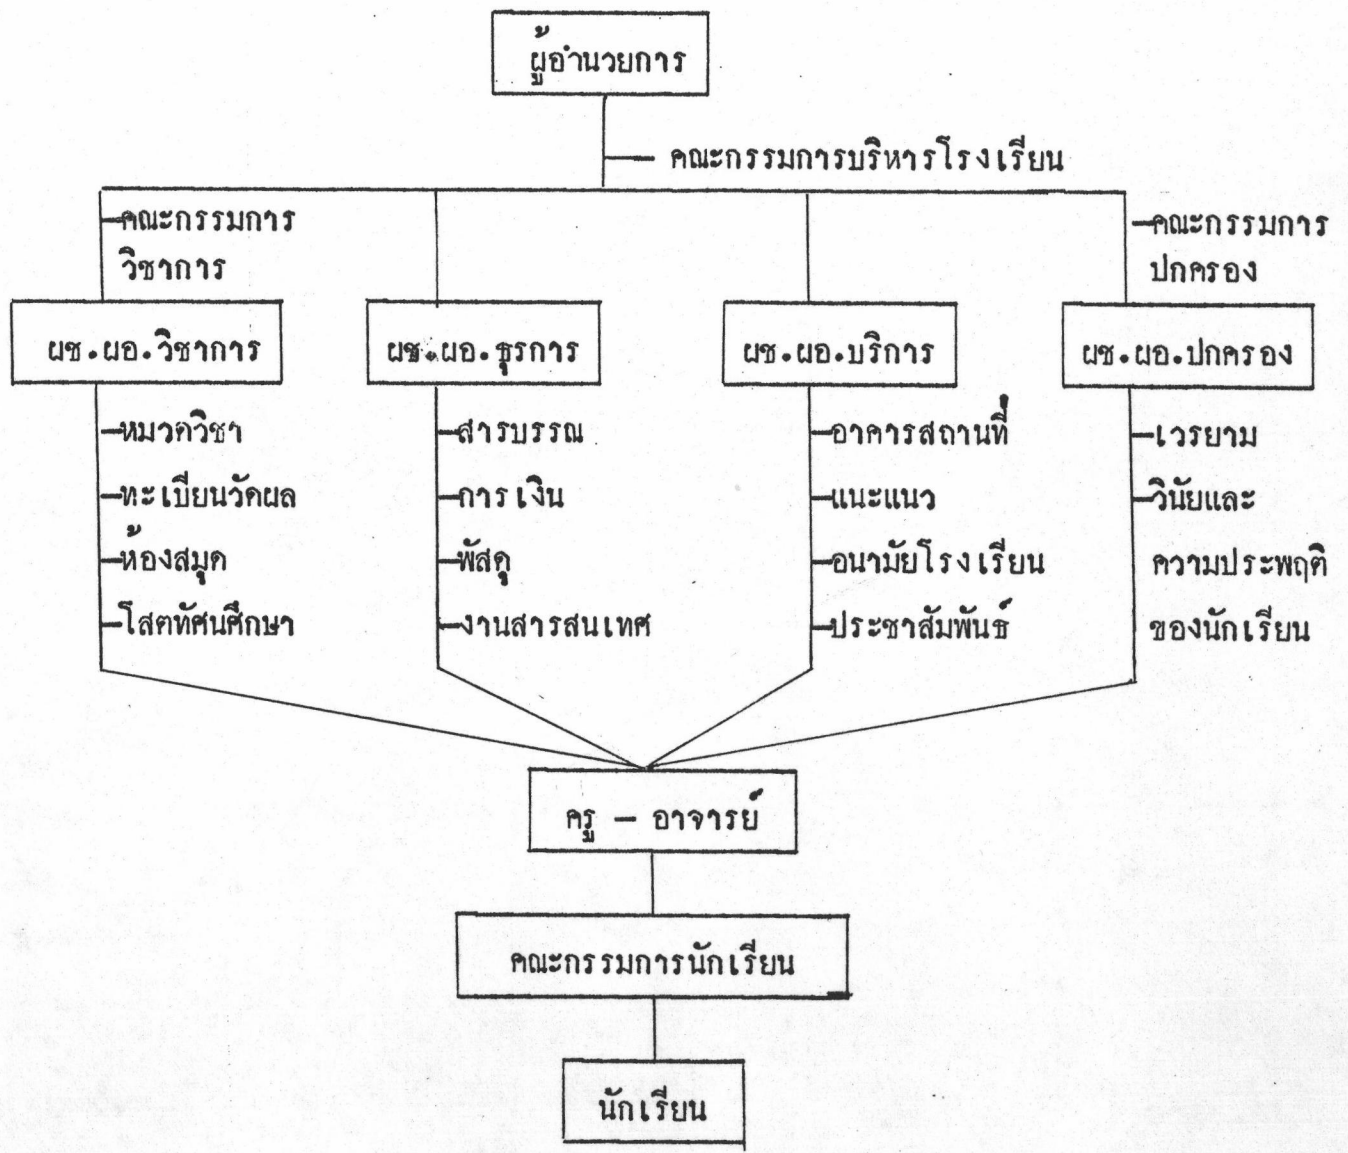 ผู้อำนวยการ
คณะกรรมการบริหารโรงเรียน
คณะกรรมการ
วิชาการ
คณะกรรมการ
ปกครอง
ผช.ผอ.วิชาการ
ผช.ผอ.ธุรการ
ผช.ผอ.บริการ
ผช.ผอ.ปกครอง
หมวดวิชา
ทะเบียนวัดผล
ห้องสมุด
โสตทัศนศึกษา
สารบรรณ
การเงิน
พัสดุ
งานสารสนเทศ
อาคารสถานที่
แนะแนว
อนามัยโรงเรียน
ประชาสัมพันธ์
เวรยาม
วินัยและ
ความประพฤติ
ของนักเรียน
ครู – อาจารย์
คณะกรรมการนักเรียน
นักเรียน